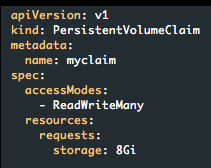 apiVersion: v1
kind: PersistentVolumeClaim
metadata:
  name: myclaim
spec:
  accessModes:
    - ReadWriteMany
  resources:
    requests:
      storage: 8Gi